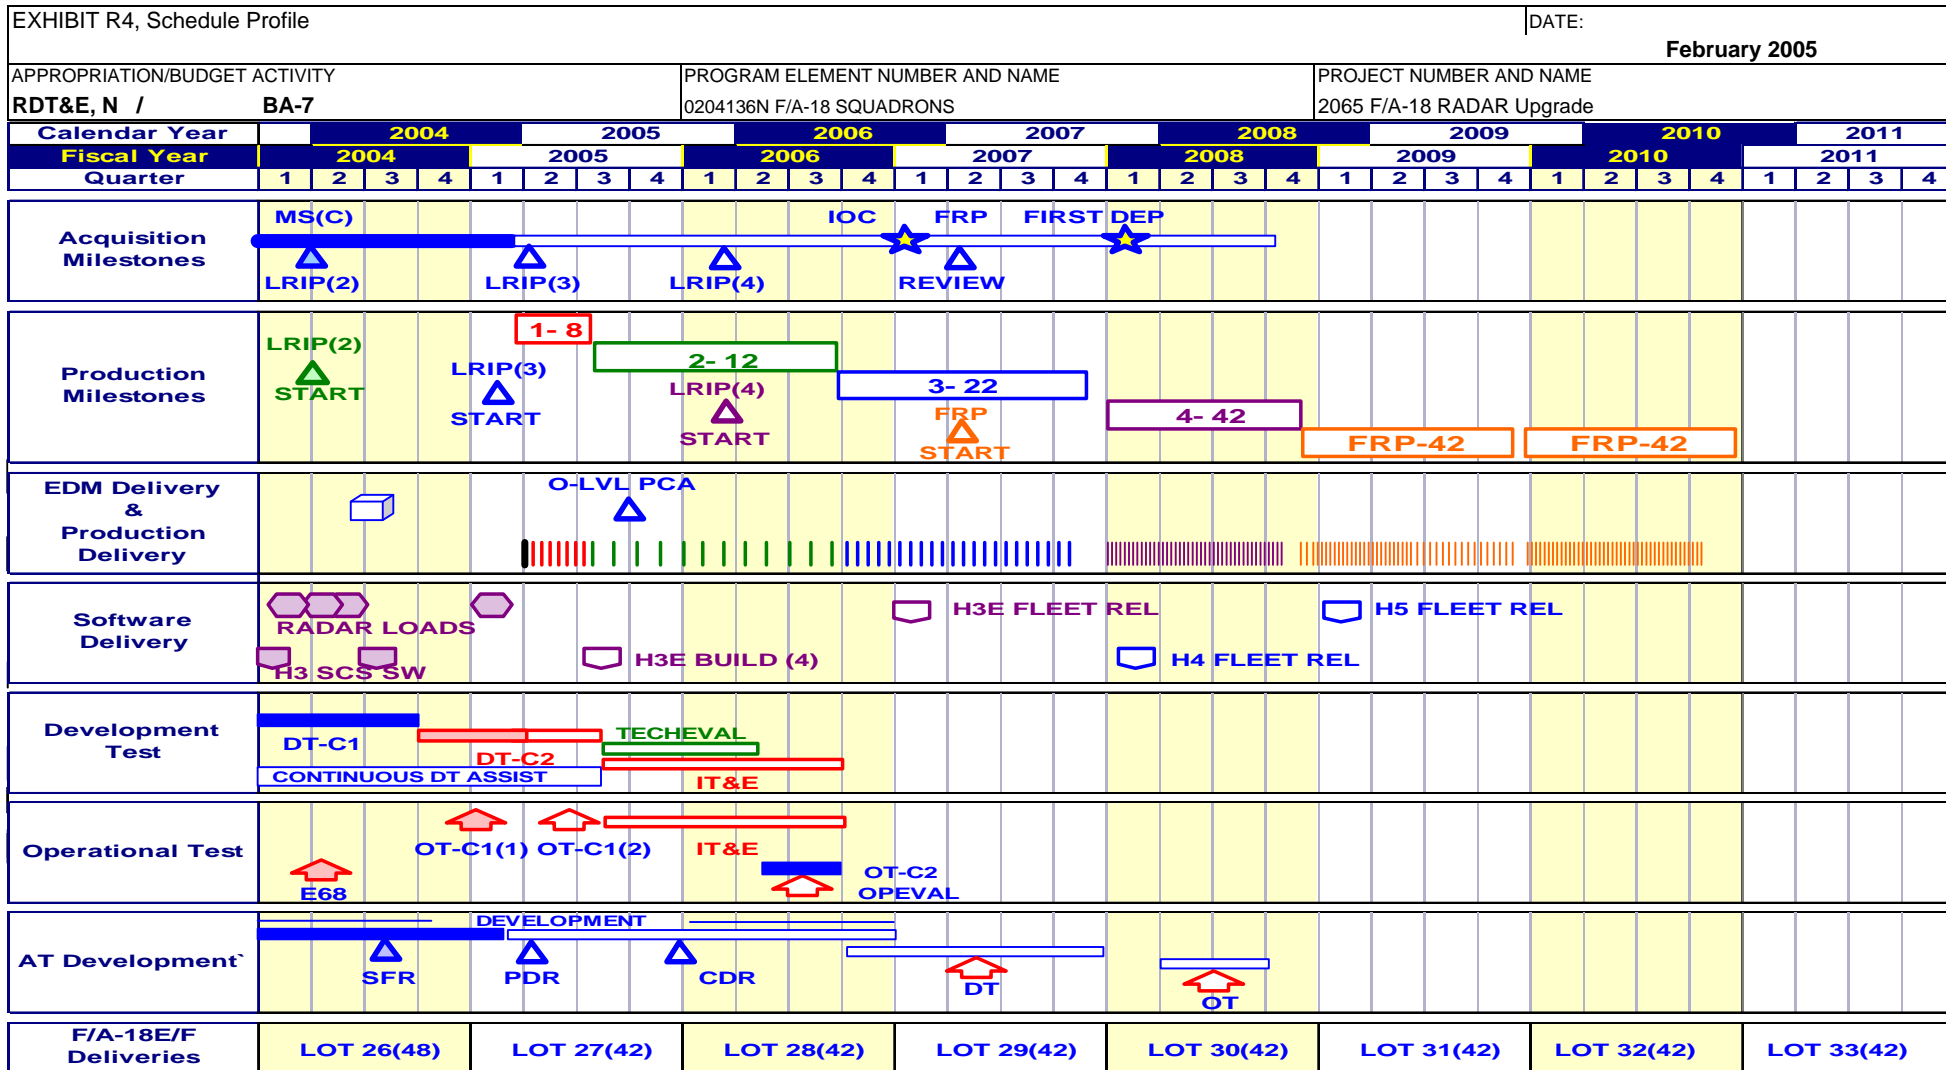 EXHIBIT R4, Schedule Profile
DATE:
February 2005
APPROPRIATION/BUDGET ACTIVITY
PROGRAM ELEMENT NUMBER AND NAME
PROJECT NUMBER AND NAME
RDT&E, N / BA-7
0204136N F/A-18 SQUADRONS
2065 F/A-18 RADAR Upgrade
Calendar Year 2004 2005 2006 2007 2008 2009 2010 2011
Fiscal Year 2004 2005 2006 2007 2008 2009 2010 2011
Quarter 1 2 3 4 1 2 3 4 1 2 3 4 1 2 3 4 1 2 3 4 1 2 3 4 1 2 3 4 1 2 3 4
Acquisition
Milestones
MS(C) IOC FRP FIRST DEP
LRIP(2) LRIP(3) LRIP(4) REVIEW
Production
Milestones
1- 8
LRIP(2)
START
2- 12
LRIP(3)
START
3- 22
LRIP(4)
START
4- 42
FRP
START
FRP-42 FRP-42
EDM Delivery
&
Production
Delivery
O-LVL PCA
Software
Delivery
RADAR LOADS
H3E FLEET REL
H5 FLEET REL
H3 SCS SW
H3E BUILD (4)
H4 FLEET REL
Development
Test
DT-C1
DT-C2
TECHEVAL
CONTINUOUS DT ASSIST
IT&E
Operational Test
OT-C1(1) OT-C1(2) IT&E
E68
OT-C2
OPEVAL
AT Development`
DEVELOPMENT
SFR PDR CDR DT OT
F/A-18E/F
Deliveries
LOT 26(48) LOT 27(42) LOT 28(42) LOT 29(42) LOT 30(42) LOT 31(42) LOT 32(42) LOT 33(42)